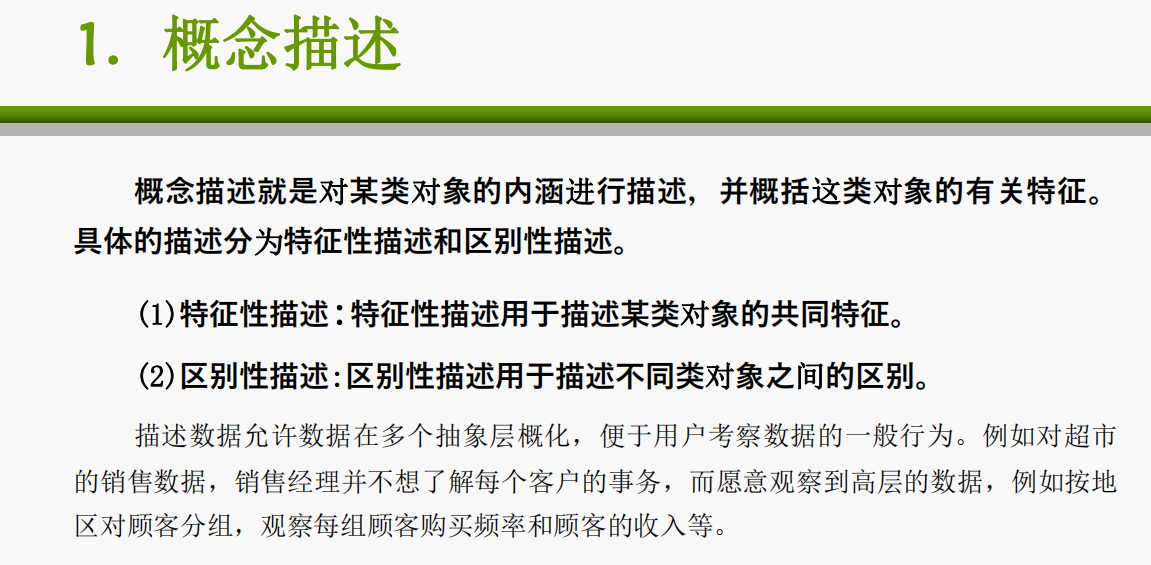 1. 概念描述
概念描述就是对某类对象的内涵进行描述，并概括这类对象的有关特征。
具体的描述分为特征性描述和区别性描述。
(1)特征性描述:特征性描述用于描述某类对象的共同特征。
(2)区别性描述:区别性描述用于描述不同类对象之间的区别。
描述数据允许数据在多个抽象层概化，便于用户考察数据的一般行为。例如对超市
的销售数据，销售经理并不想了解每个客户的事务，而愿意观察到高层的数据，例如按地
区对顾客分组，观察每组顾客购买频率和顾客的收入等。